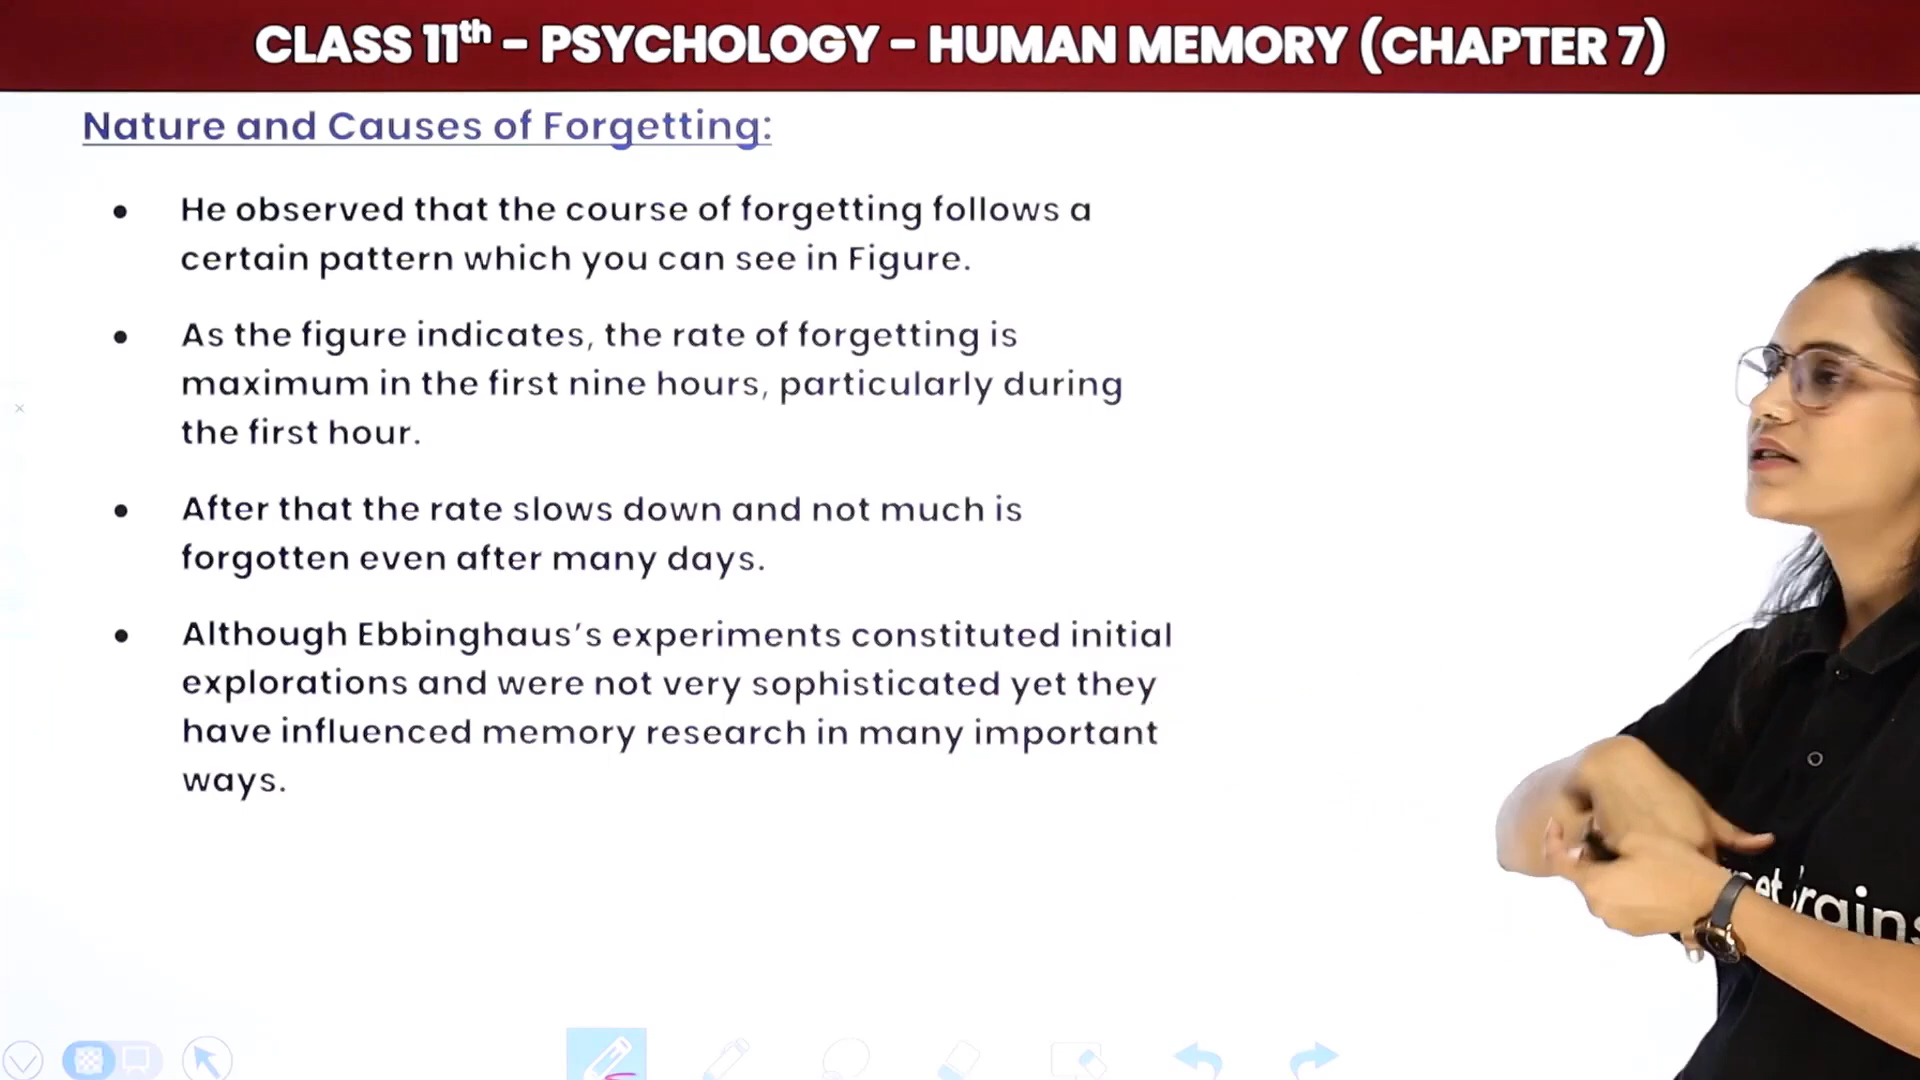 CLASS 11th – PSYCHOLOGY – HUMAN MEMORY (CHAPTER 7)
Nature and Causes of Forgetting:
• He observed that the course of forgetting follows a
certain pattern which you can see in Figure.
• As the figure indicates, the rate of forgetting is
maximum in the first nine hours, particularly during
the first hour.
• After that the rate slows down and not much is
forgotten even after many days.
• Although Ebbinghaus’s experiments constituted initial
explorations and were not very sophisticated yet they
have influenced memory research in many important
ways.